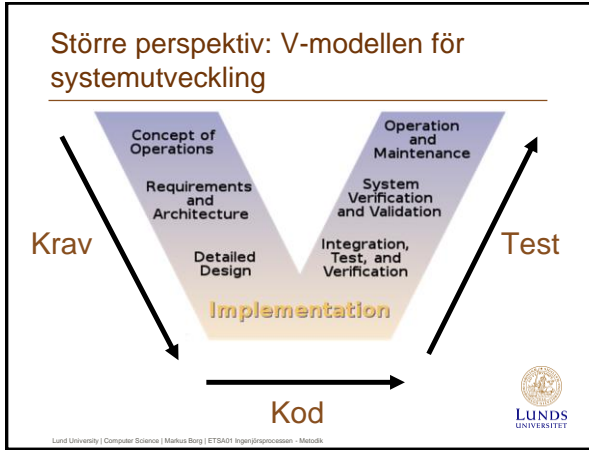 Större perspektiv: V-modellen för
systemutveckling
Concept of
Operations
Requirements
and
Architecture
Detailed
Design
Implementation
Operation
and
Maintenance
System
Verification
and Validation
Integration,
Test, and
Verification
Krav
Kod
Test
LUNDS
UNIVERSITET
Lund University | Computer Science | Markus Borg | ETSA01 Ingenjörsprocessen - Metodik